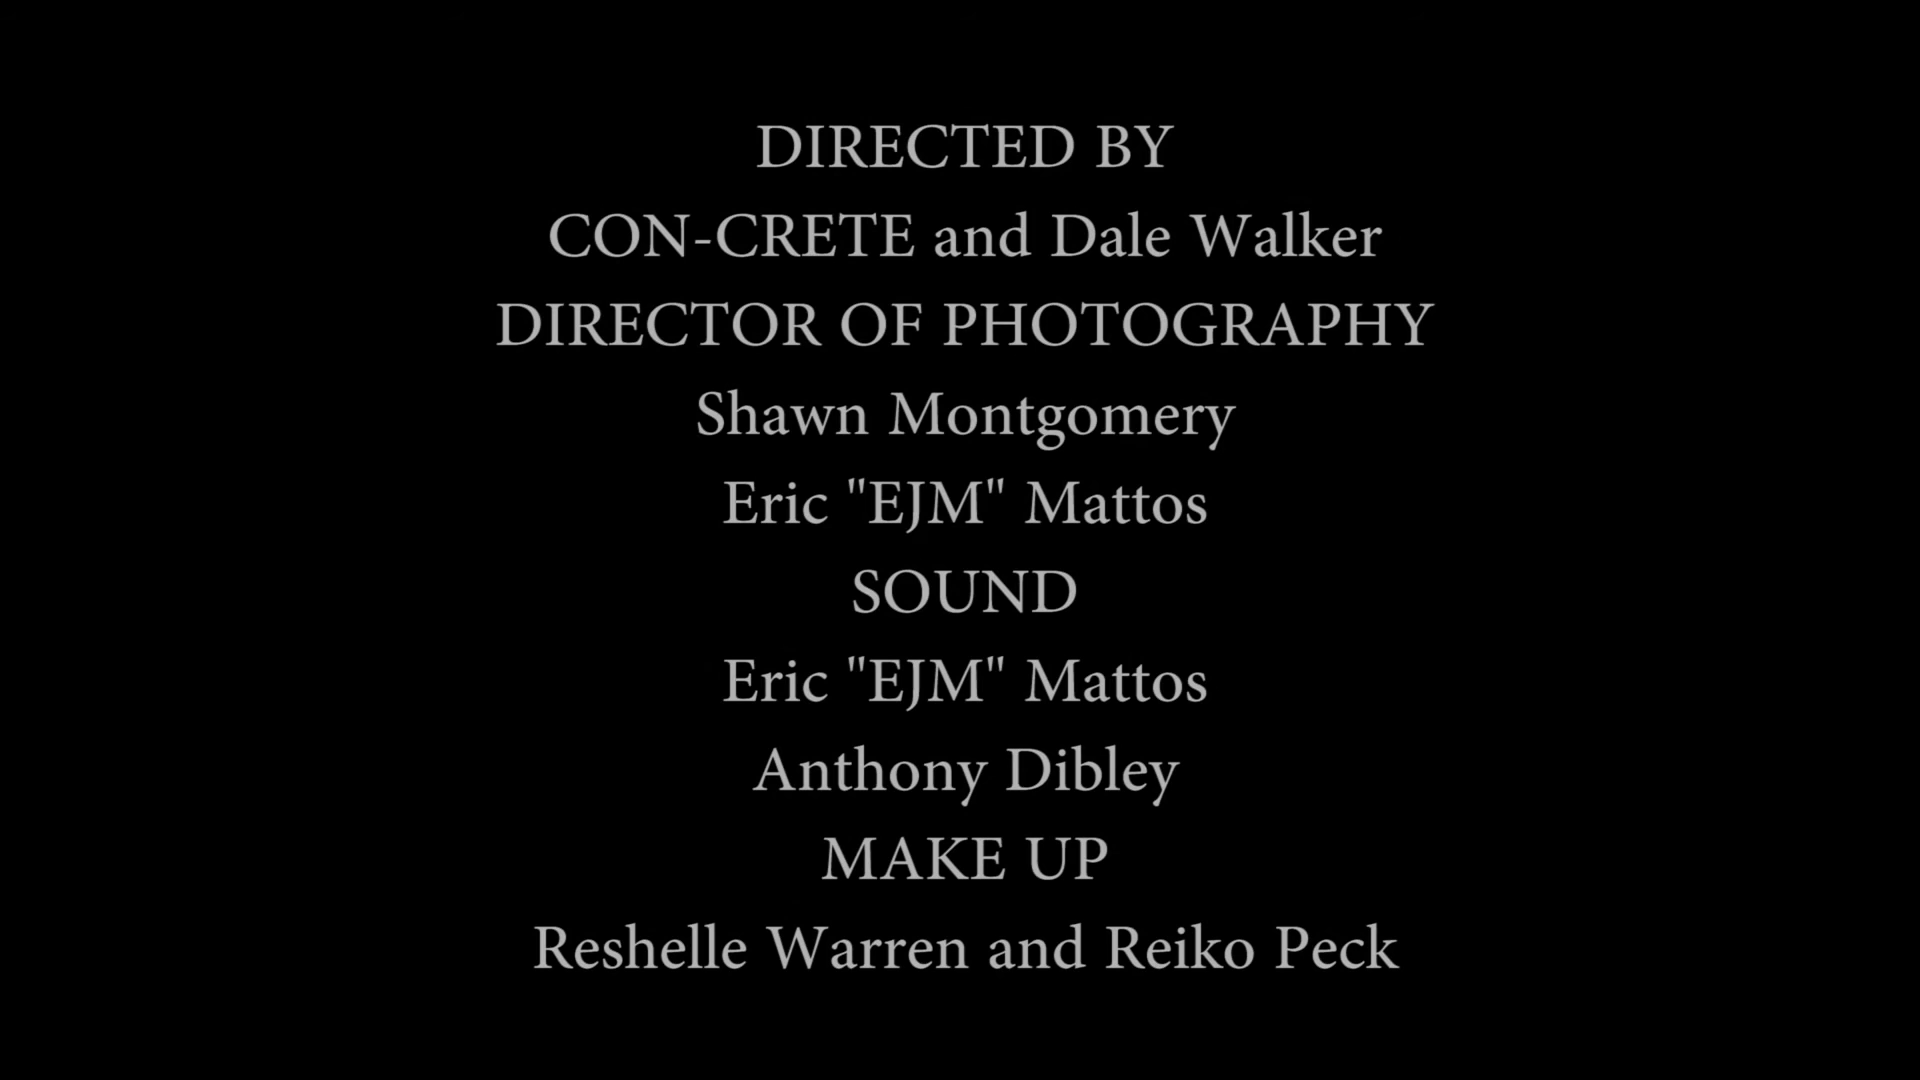 DIRECTED BY
CON-CRETE and Dale Walker
DIRECTOR OF PHOTOGRAPHY
Shawn Montgomery
Eric "EJM" Mattos
SOUND
Eric "EJM" Mattos
Anthony Dibley
MAKE UP
Reshelle Warren and Reiko Peck